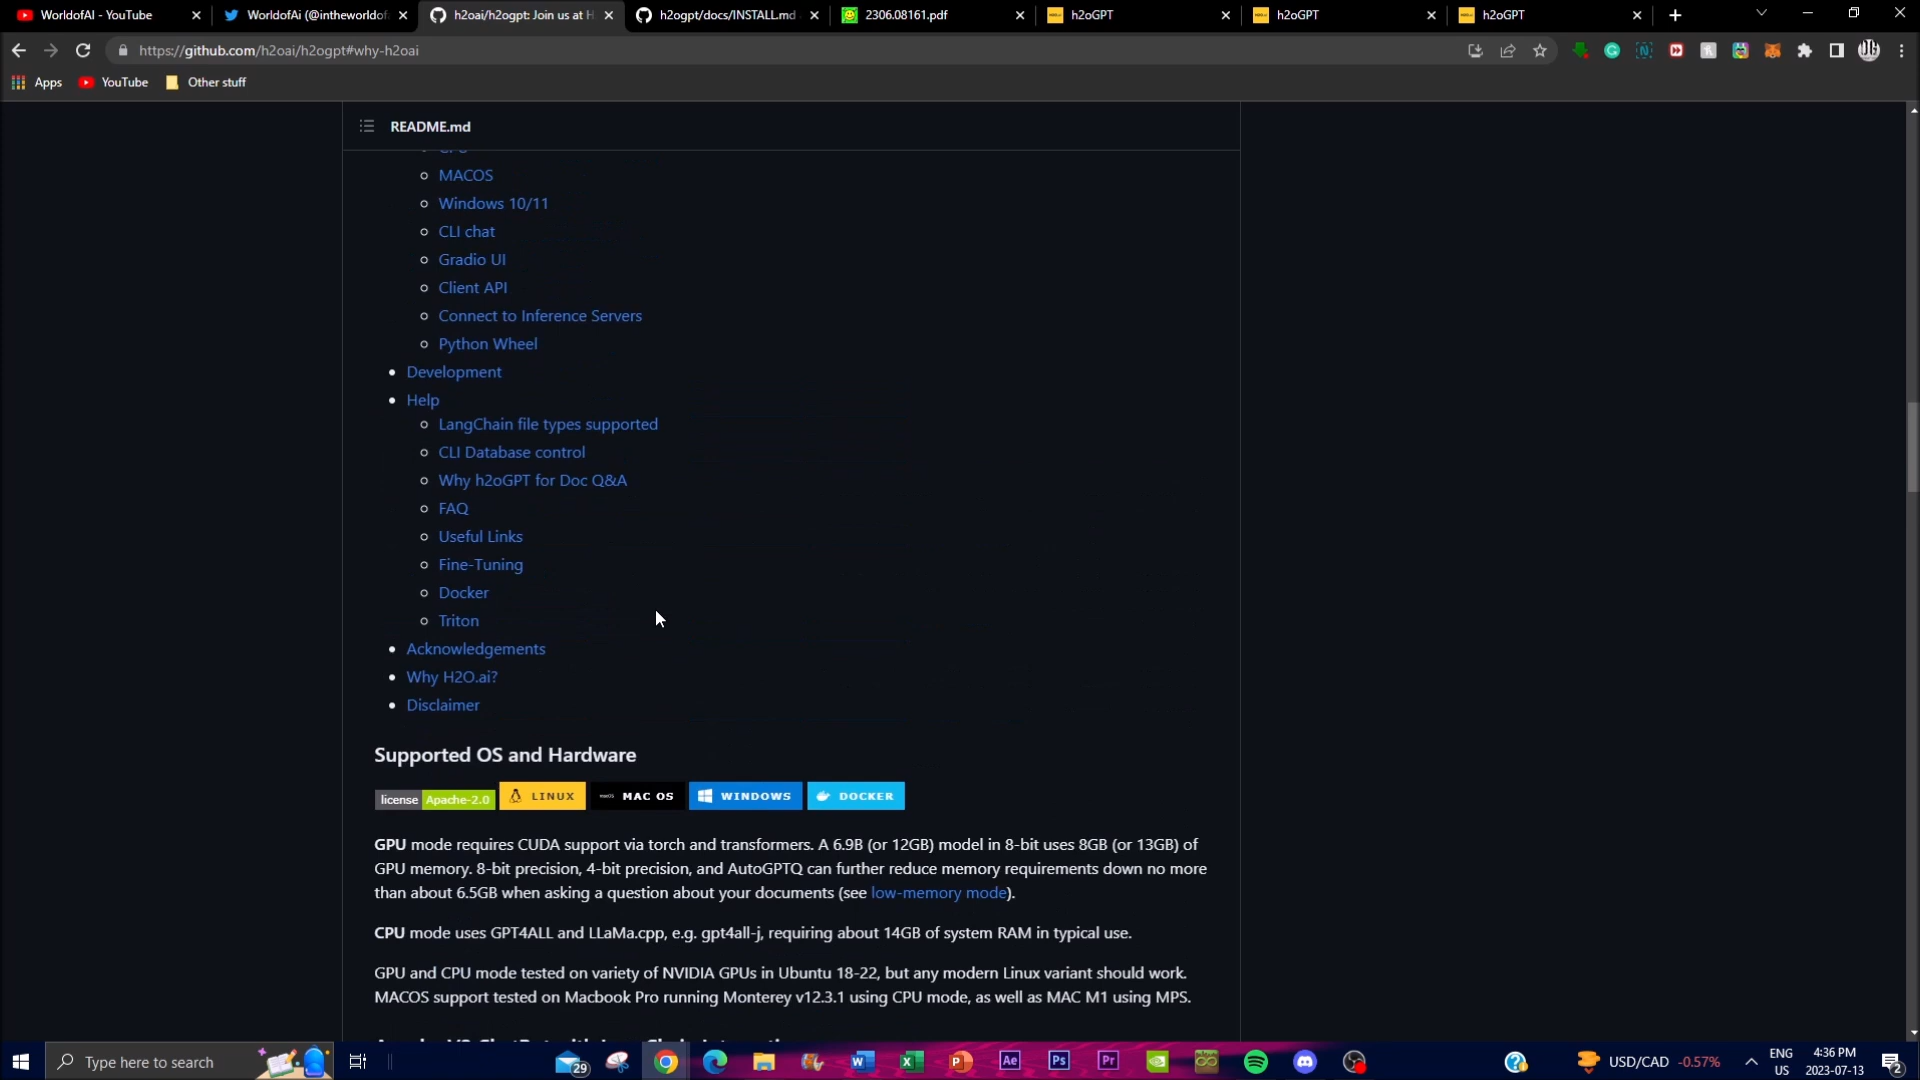 WorldofAI - YouTube
WorldofAi (@intheworldof
h2oai/h2ogpt: Join us at H
h2ogpt/docs/INSTALL.md
2306.08161.pdf
h2oGPT
h2oGPT
h2oGPT
https://github.com/h2oai/h2ogpt#why-h2oai
Apps
YouTube
Other stuff
README.md
MACOS
Windows 10/11
CLI chat
Gradio UI
Client API
Connect to Inference Servers
Python Wheel
Development
Help
LangChain file types supported
CLI Database control
Why h2oGPT for Doc Q&A
FAQ
Useful Links
Fine-Tuning
Docker
Triton
Acknowledgements
Why H2O.ai?
Disclaimer
Supported OS and Hardware
license Apache-2.0 LINUX macOS MAC OS WINDOWS DOCKER
GPU mode requires CUDA support via torch and transformers. A 6.9B (or 12GB) model in 8-bit uses 8GB (or 13GB) of
GPU memory. 8-bit precision, 4-bit precision, and AutoGPTQ can further reduce memory requirements down no more
than about 6.5GB when asking a question about your documents (see low-memory mode).
CPU mode uses GPT4ALL and LLaMa.cpp, e.g. gpt4all-j, requiring about 14GB of system RAM in typical use.
GPU and CPU mode tested on variety of NVIDIA GPUs in Ubuntu 18-22, but any modern Linux variant should work.
MACOS support tested on Macbook Pro running Monterey v12.3.1 using CPU mode, as well as MAC M1 using MPS.
Type here to search
29
Ae
Ps
Pr
USD/CAD -0.57%
ENG
US
4:36 PM
2023-07-13
2